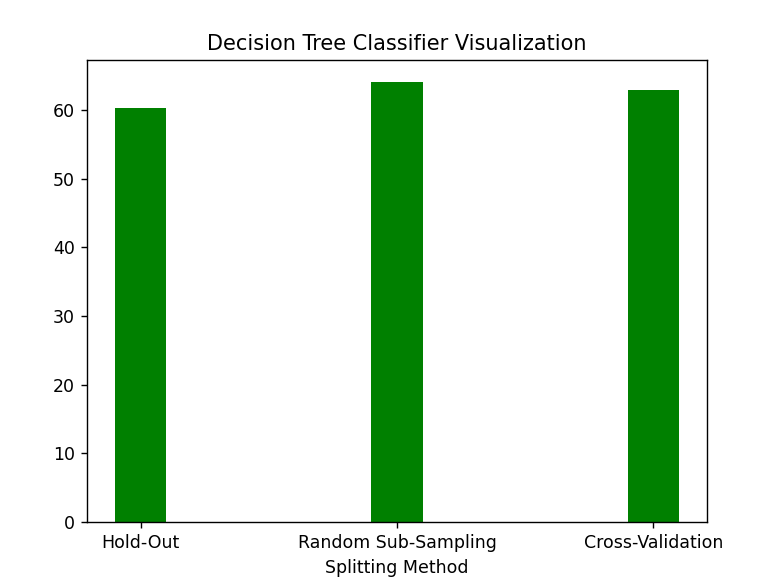 Decision Tree Classifier Visualization
60
50
40
30
20
10
0
Hold-Out Random Sub-Sampling Cross-Validation
Splitting Method